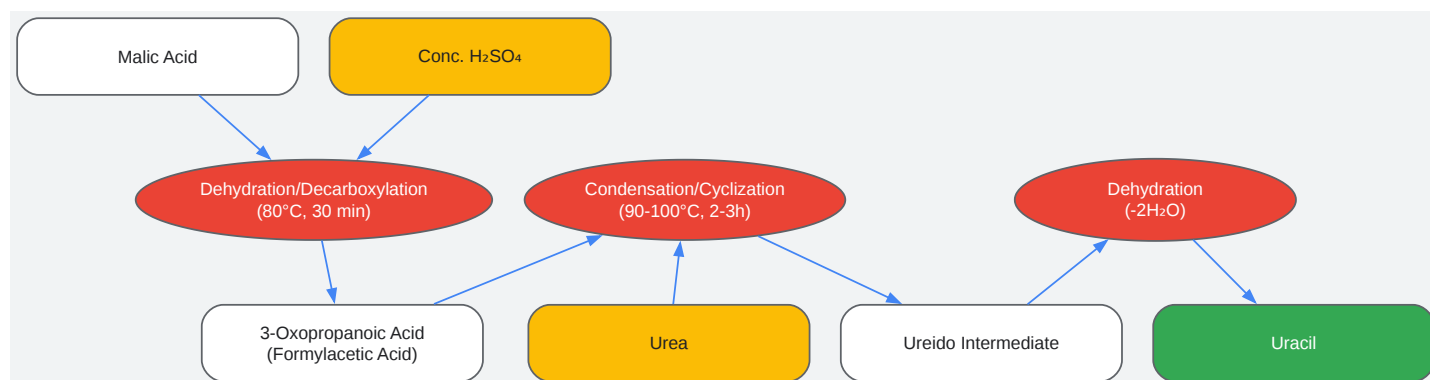 Malic Acid
Conc. H₂SO₄
Dehydration/Decarboxylation
(80°C, 30 min)
Condensation/Cyclization
(90-100°C, 2-3h)
Dehydration
(-2H₂O)
3-Oxopropanoic Acid
(Formylacetic Acid)
Urea
Ureido Intermediate
Uracil